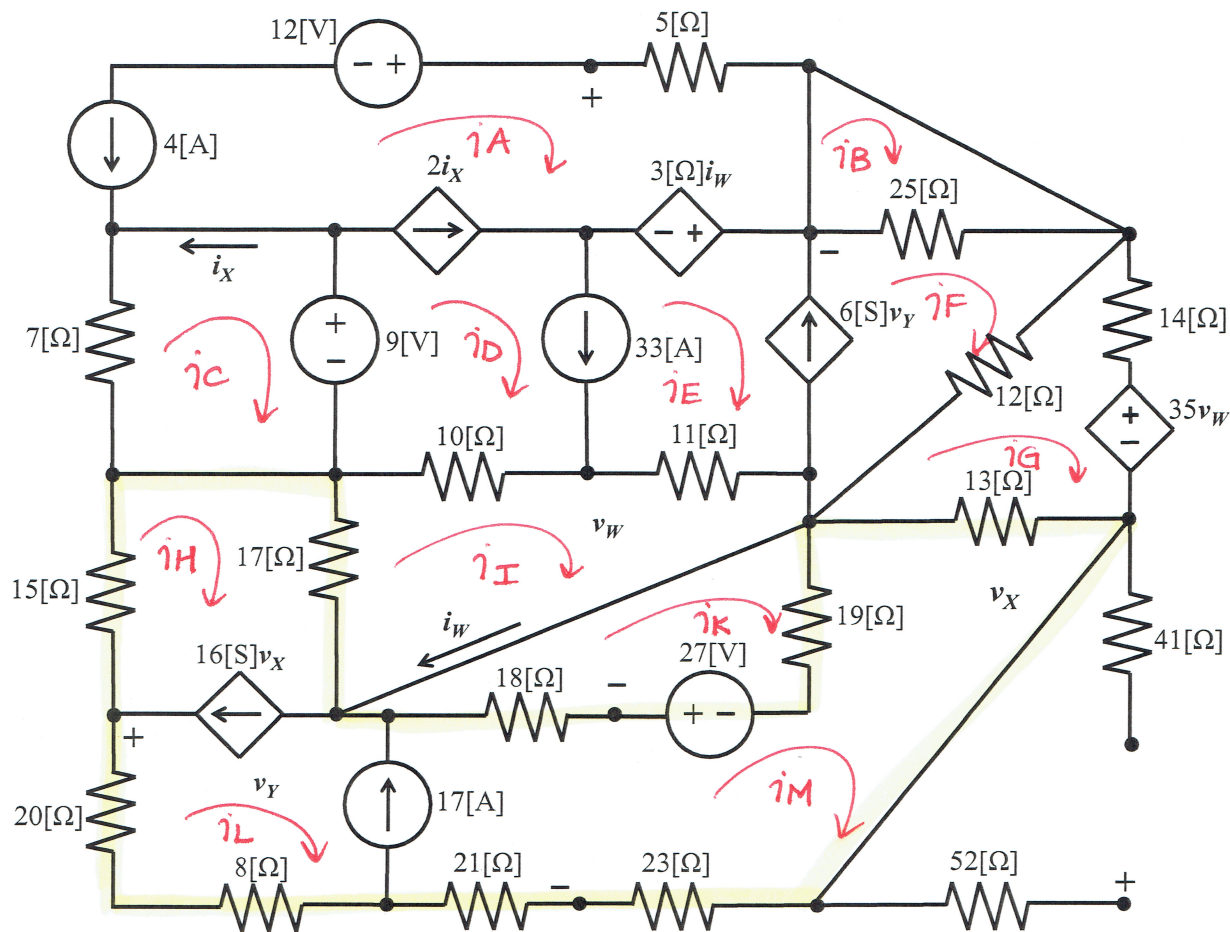 12[V]
5[Ω]
- +
+
4[A]
iA
iB
2iX
3[Ω]iW
25[Ω]
- +
-
iX
7[Ω]
+
-
9[V]
iC
iD
33[A]
iE
6[S]vY
iF
14[Ω]
12[Ω]
+
-
35vW
10[Ω]
11[Ω]
iG
13[Ω]
vW
iH
17[Ω]
iI
15[Ω]
vX
iW
iK
19[Ω]
41[Ω]
16[S]vX
18[Ω]
-
27[V]
+ -
+
20[Ω]
vY
17[A]
iM
iL
8[Ω]
21[Ω]
-
23[Ω]
52[Ω]
+